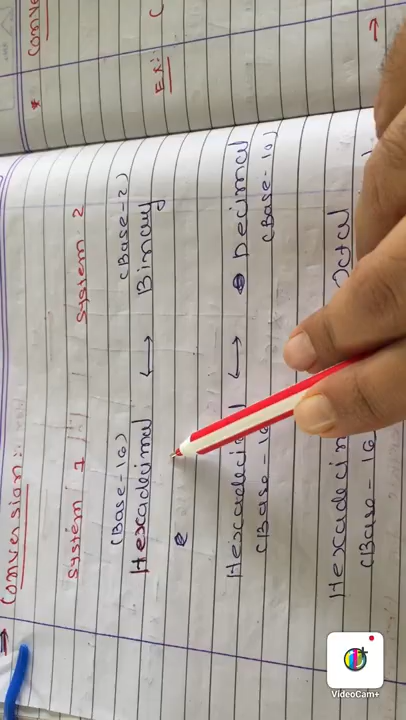 → Conversion:
System 1 System 2
(Base-16) (Base-2)
Hexadecimal ↔ Binary
Hexadecimal ↔ Decimal
(Base-16) (Base-10)
Hexadecim Octal
(Base-16
Ex:
VideoCam+